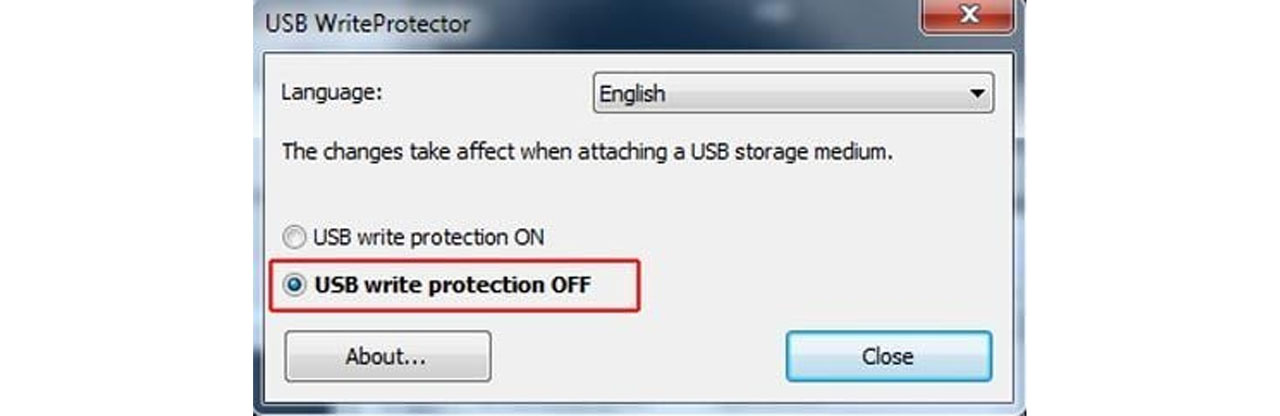 USB WriteProtector
Language:
English
The changes take affect when attaching a USB storage medium.
USB write protection ON
USB write protection OFF
About...
Close